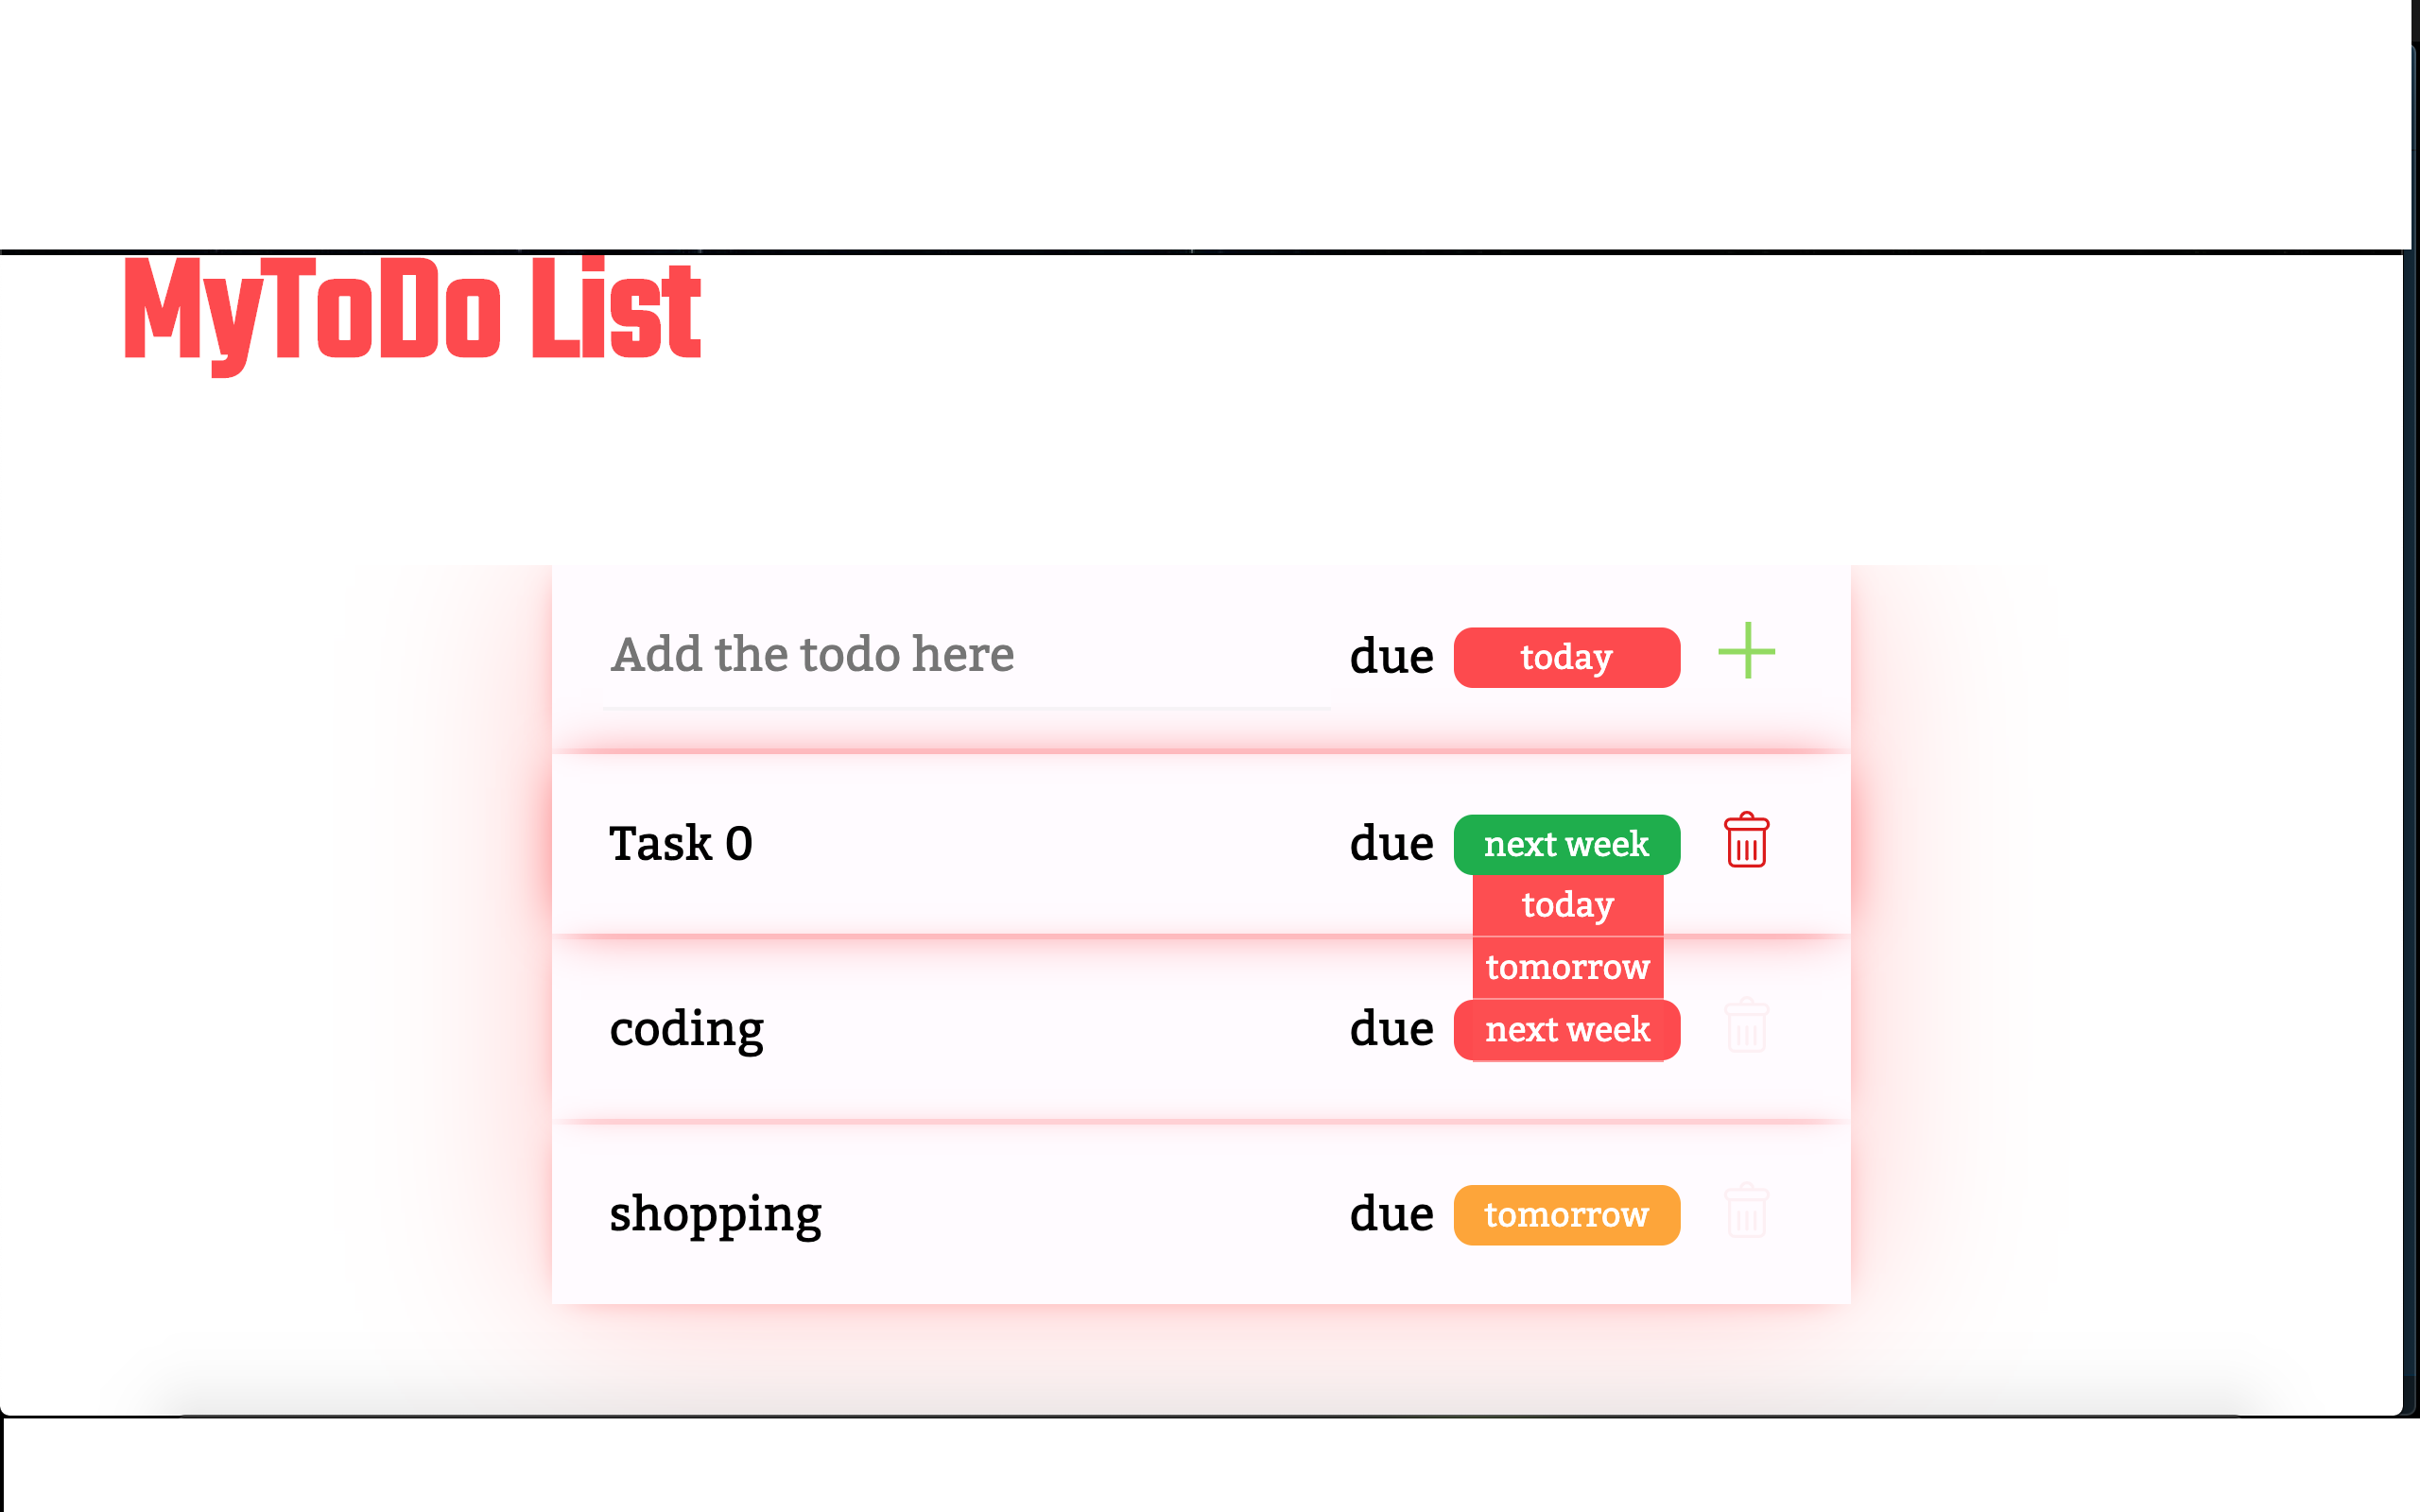 MyToDo List
Add the todo here due today
Task 0 due next week
today
tomorrow
coding due next week
shopping due tomorrow